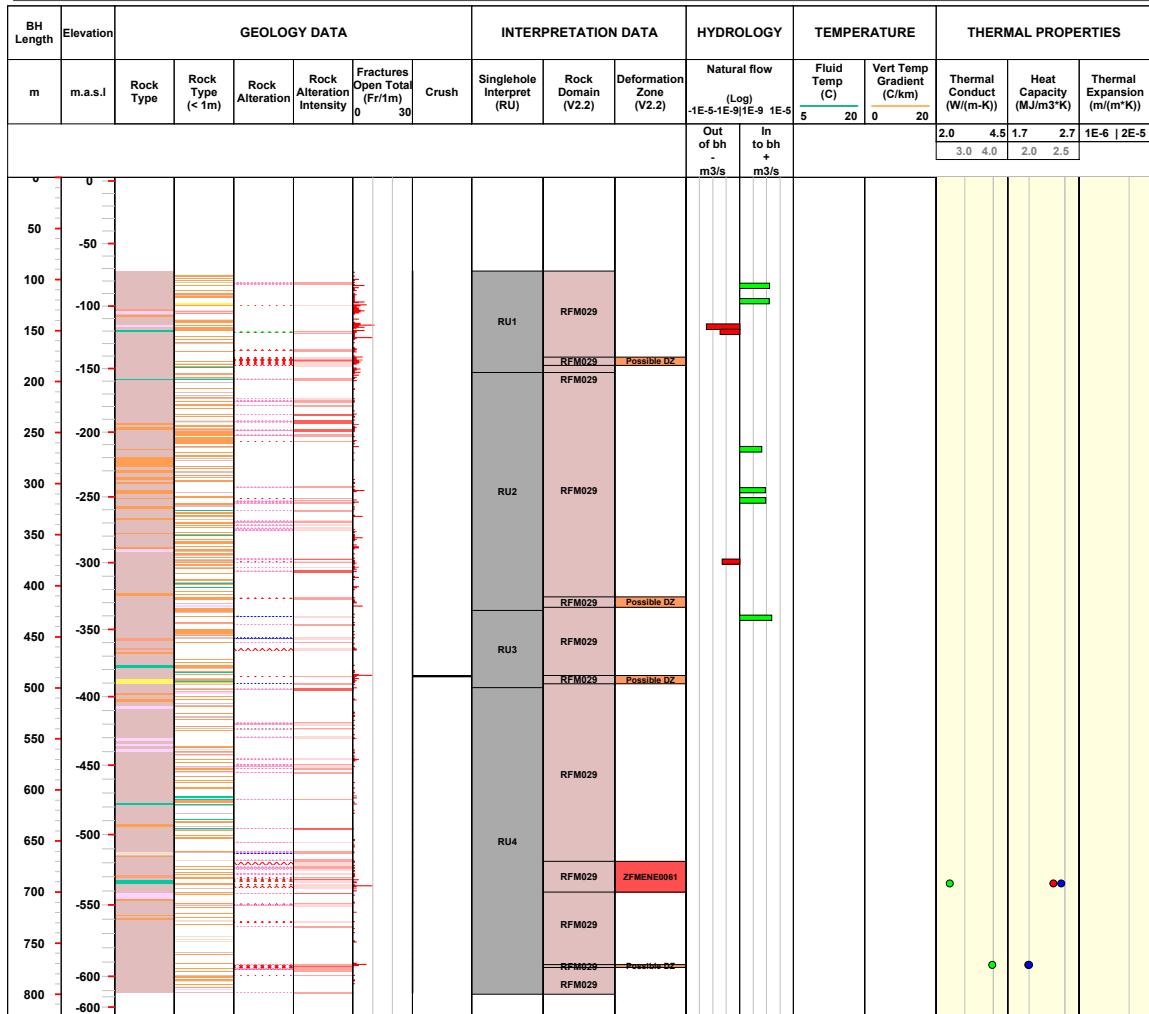 BH Length
Elevation
GEOLOGY DATA
INTERPRETATION DATA
HYDROLOGY
TEMPERATURE
THERMAL PROPERTIES
m
m.a.s.l
Rock Type
Rock Type (< 1m)
Rock Alteration
Rock Alteration Intensity
Fractures Open Total (Fr/1m)
0 30
Crush
Singlehole Interpret (RU)
Rock Domain (V2.2)
Deformation Zone (V2.2)
Natural flow
(Log)
-1E-5-1E-9|1E-9 1E-5
Fluid Temp (C)
5 20
Vert Temp Gradient (C/km)
0 20
Thermal Conduct (W/(m-K))
Heat Capacity (MJ/m3*K)
Thermal Expansion (m/(m*K))
2.0 4.5
1.7 2.7
1E-6 | 2E-5
3.0 4.0
2.0 2.5
Out of bh - m3/s
In to bh + m3/s
0
0
50
-50
100
-100
150
-150
200
-200
250
-250
300
350
-300
400
-350
450
-400
500
550
-450
600
-500
650
700
-550
750
-600
800
-600
RU1
RU2
RU3
RU4
RFM029
RFM029
RFM029
RFM029
RFM029
RFM029
RFM029
RFM029
RFM029
RFM029
RFM029
RFM029
Possible DZ
Possible DZ
Possible DZ
ZFMENE0061
Possible DZ